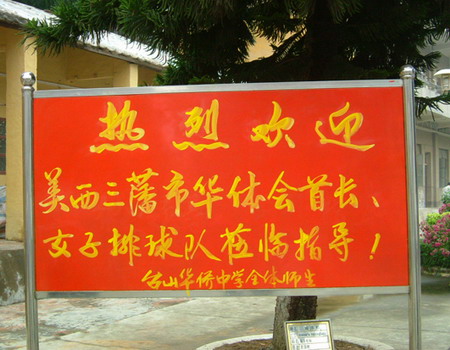 热烈欢迎
美西三藩市华体会首长、
女子排球队莅临指导！
台山华侨中学全体师生